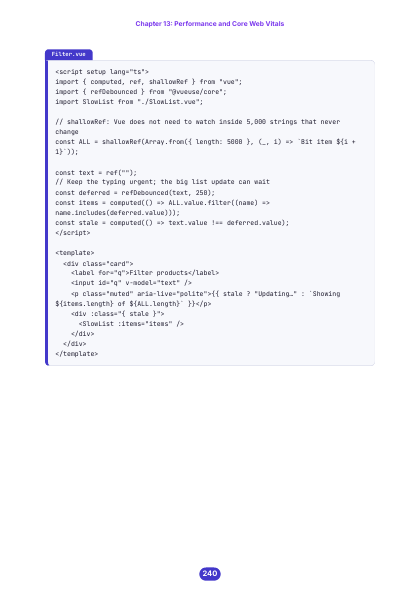 Chapter 13: Performance and Core Web Vitals
Filter.vue
<script setup lang="ts">
import { computed, ref, shallowRef } from "vue";
import { refDebounced } from "@vueuse/core";
import SlowList from "./SlowList.vue";

// shallowRef: Vue does not need to watch inside 5,000 strings that never
change
const ALL = shallowRef(Array.from({ length: 5000 }, (_, i) => `Bit item ${i +
1}`));

const text = ref("");
// Keep the typing urgent; the big list update can wait
const deferred = refDebounced(text, 250);
const items = computed(() => ALL.value.filter((name) =>
name.includes(deferred.value)));
const stale = computed(() => text.value !== deferred.value);
</script>

<template>
  <div class="card">
    <label for="q">Filter products</label>
    <input id="q" v-model="text" />
    <p class="muted" aria-live="polite">{{ stale ? "Updating…" : `Showing
${items.length} of ${ALL.length}` }}</p>
    <div :class="{ stale }">
      <SlowList :items="items" />
    </div>
  </div>
</template>
240